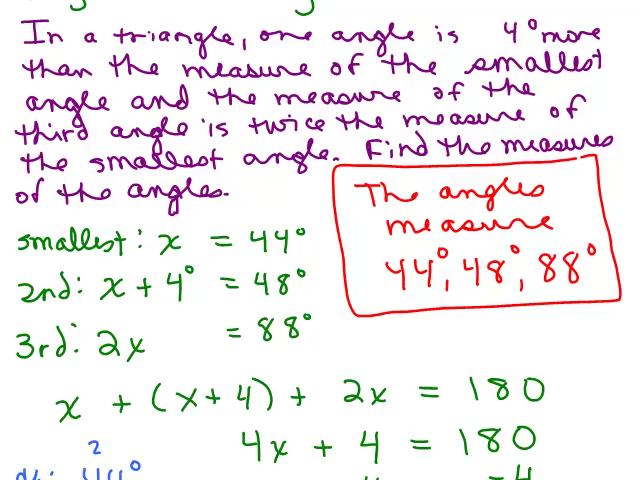 In a triangle, one angle is 4° more
than the measure of the smallest
angle and the measure of the
third angle is twice the measure of
the smallest angle. Find the measures
of the angles.
The angles
measure
44°, 48°, 88°
smallest: x = 44°
2nd: x + 4° = 48°
3rd: 2x = 88°
x + (x + 4) + 2x = 180
4x + 4 = 180
2
-4